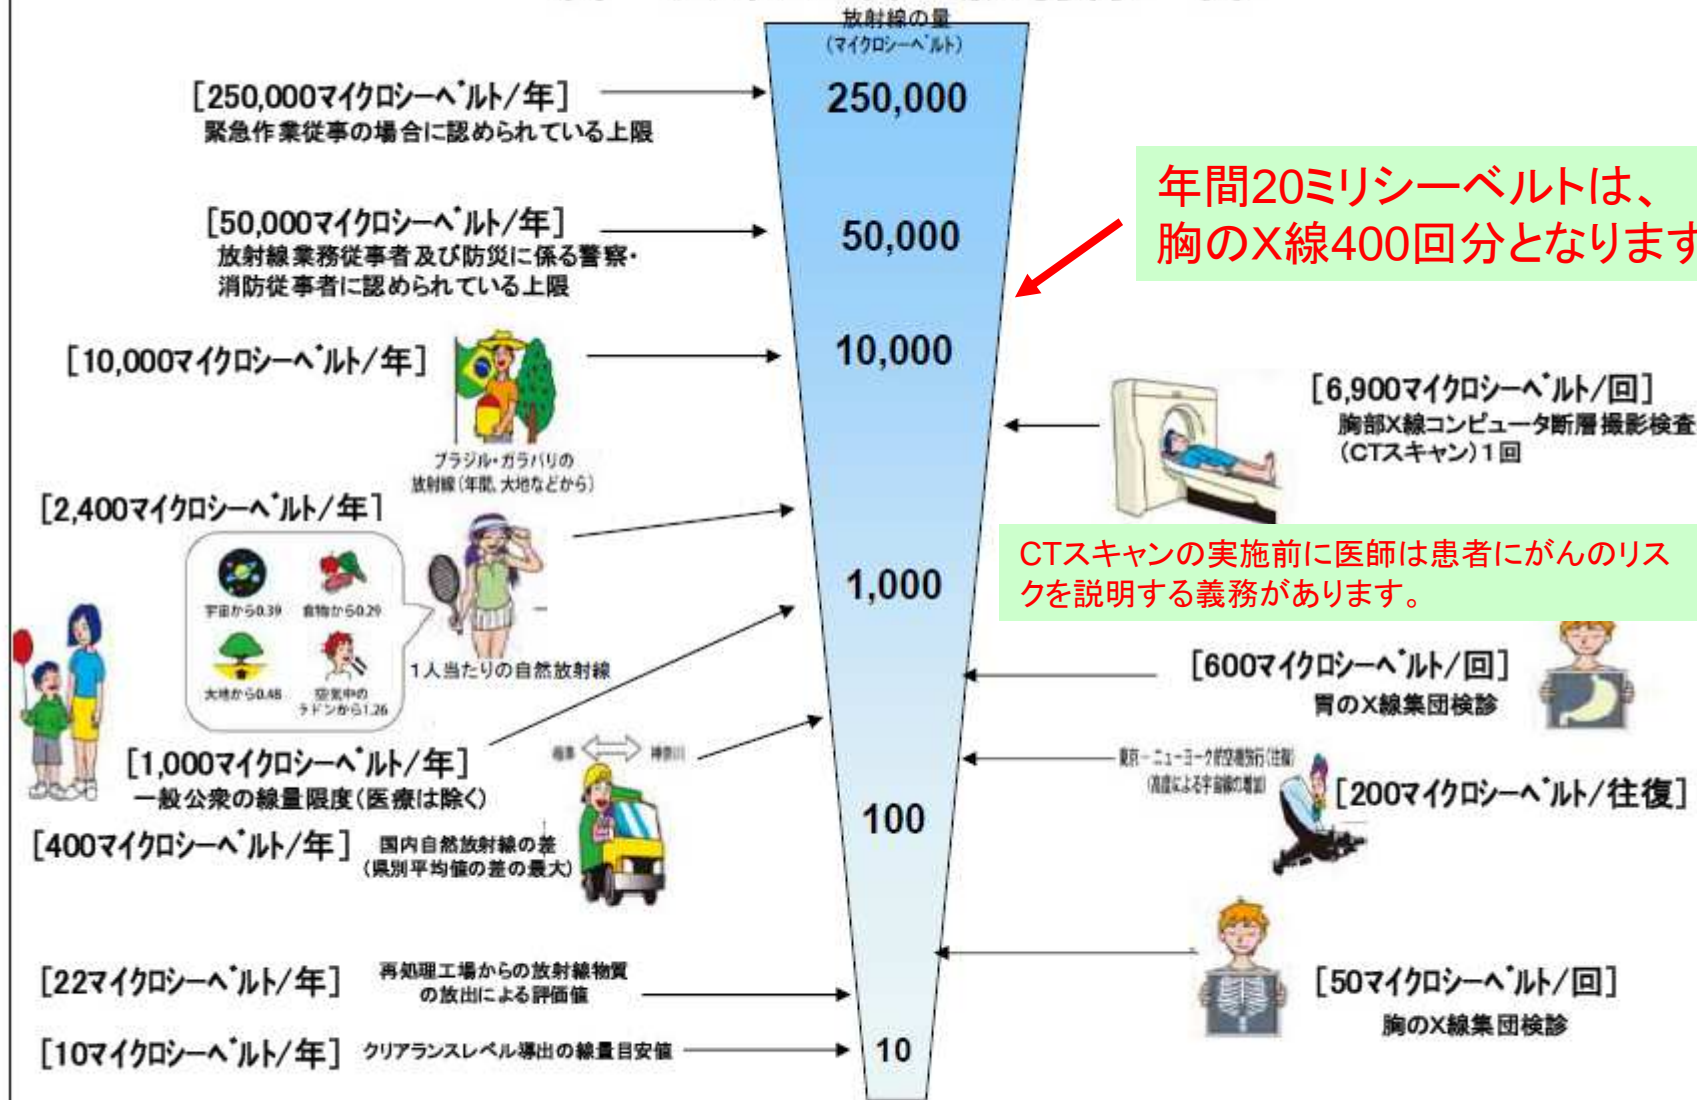 放射線の量
(マイクロシーベルト)
[250,000マイクロシーベルト/年]
緊急作業従事の場合に認められている上限
250,000
年間20ミリシーベルトは、
胸のX線400回分となります
[50,000マイクロシーベルト/年]
放射線業務従事者及び防災に係る警察・
消防従事者に認められている上限
50,000
[10,000マイクロシーベルト/年]
10,000
ブラジル・ガラパリの
放射線(年間、大地などから)
[6,900マイクロシーベルト/回]
胸部X線コンピュータ断層撮影検査
(CTスキャン)1回
[2,400マイクロシーベルト/年]
宇宙から0.39
食物から0.29
大地から0.48
空気中の
ラドンから1.26
1人当たりの自然放射線
CTスキャンの実施前に医師は患者にがんのリス
クを説明する義務があります。
1,000
[1,000マイクロシーベルト/年]
一般公衆の線量限度(医療は除く)
[600マイクロシーベルト/回]
胃のX線集団検診
岐阜
神奈川
東京-ニューヨーク航空機旅行(往復)
(高度による宇宙線の増加)
[200マイクロシーベルト/往復]
[400マイクロシーベルト/年]
国内自然放射線の差
(県別平均値の差の最大)
100
[22マイクロシーベルト/年]
再処理工場からの放射線物質
の放出による評価値
[50マイクロシーベルト/回]
胸のX線集団検診
[10マイクロシーベルト/年]
クリアランスレベル導出の線量目安値
10